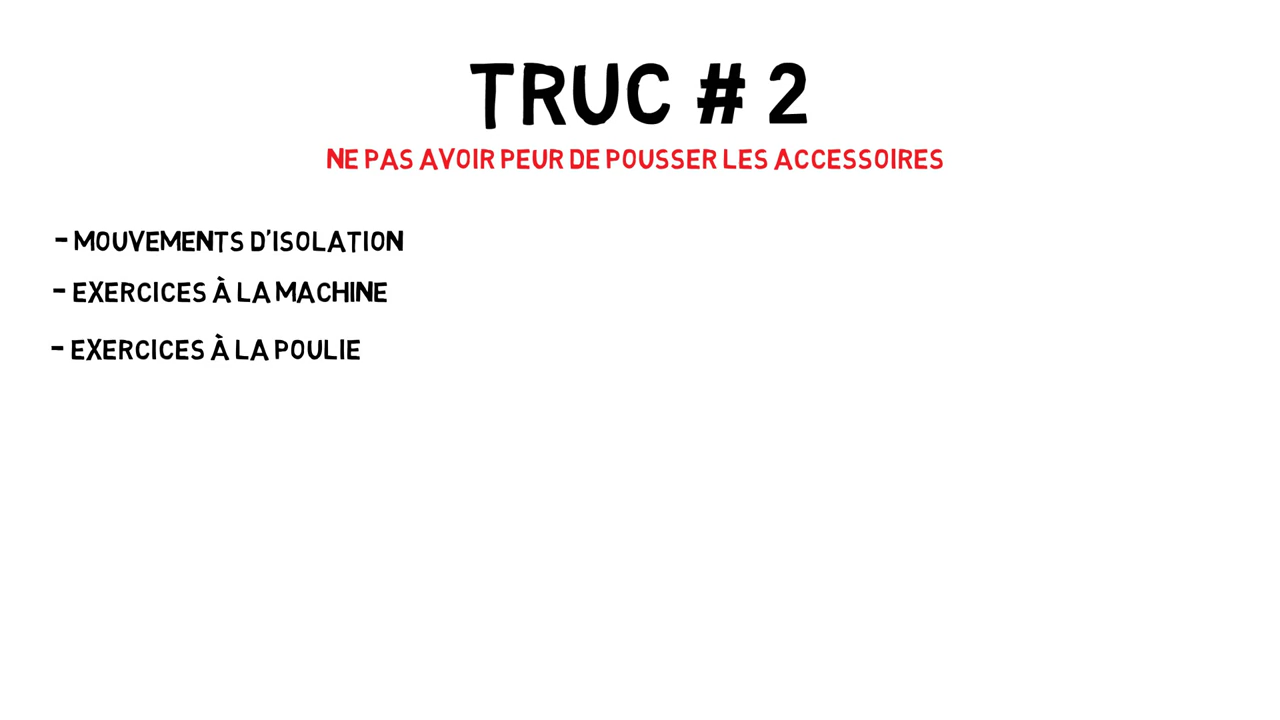 TRUC # 2
NE PAS AVOIR PEUR DE POUSSER LES ACCESSOIRES
- MOUVEMENTS D'ISOLATION
- EXERCICES À LA MACHINE
- EXERCICES À LA POULIE